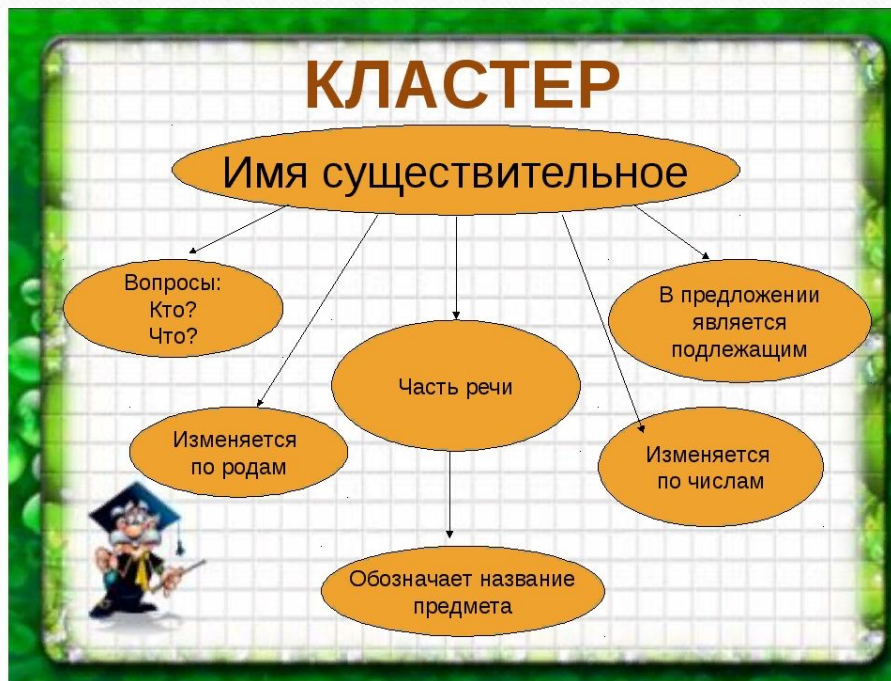 КЛАСТЕР
Имя существительное
Вопросы:
Кто?
Что?
В предложении
является
подлежащим
Часть речи
Изменяется
по родам
Изменяется
по числам
Обозначает название
предмета